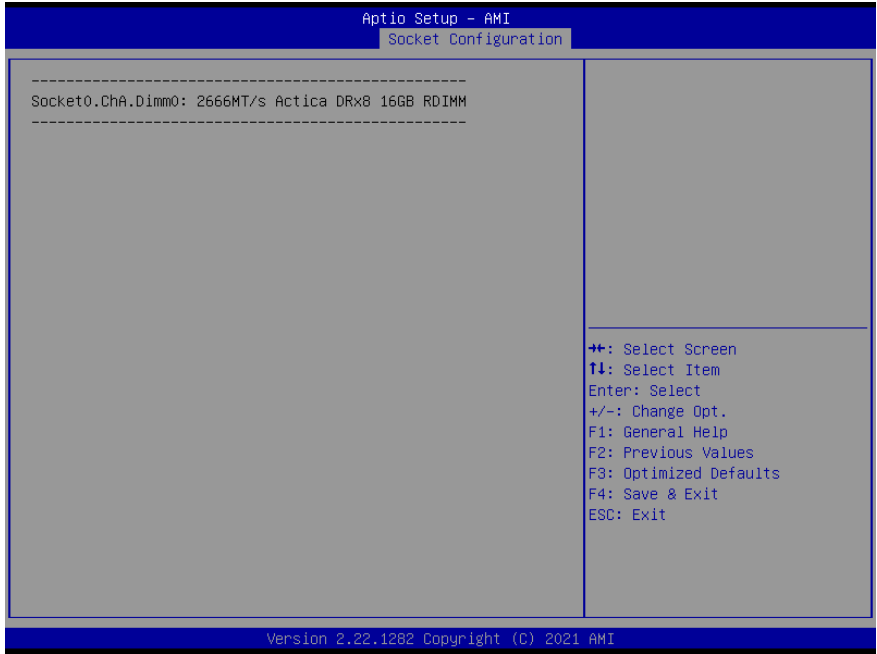 Aptio Setup – AMI
Socket Configuration
--------------------------------------------------
Socket0.ChA.Dimm0: 2666MT/s Actica DRx8 16GB RDIMM
--------------------------------------------------
→←: Select Screen
↑↓: Select Item
Enter: Select
+/-: Change Opt.
F1: General Help
F2: Previous Values
F3: Optimized Defaults
F4: Save & Exit
ESC: Exit
Version 2.22.1282 Copyright (C) 2021 AMI